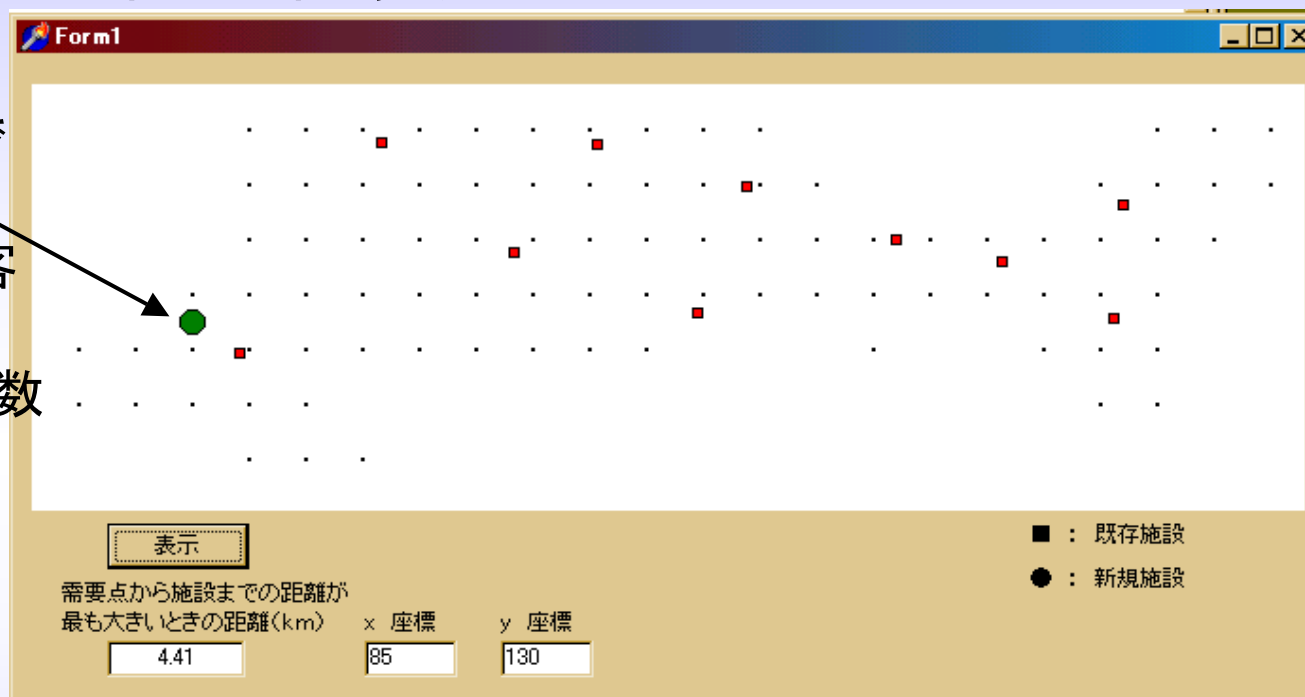 Form1
客
数
表示
■ : 既存施設
● : 新規施設
需要点から施設までの距離が
最も大きいときの距離(km) x 座標 y 座標
4.41 85 130